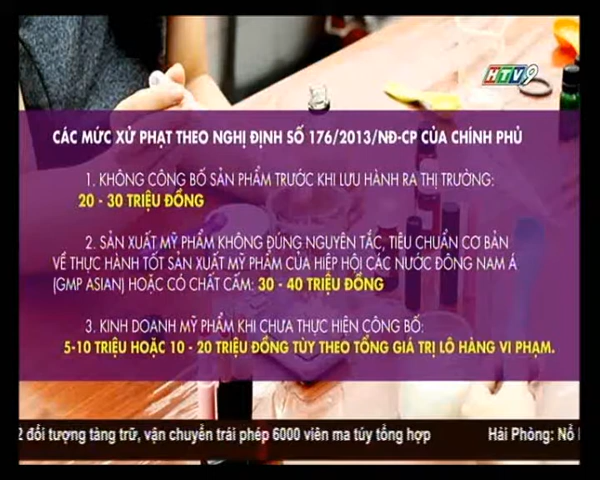 HTV9
CÁC MỨC XỬ PHẠT THEO NGHỊ ĐỊNH SỐ 176/2013/NĐ-CP CỦA CHÍNH PHỦ
1. KHÔNG CÔNG BỐ SẢN PHẨM TRƯỚC KHI LƯU HÀNH RA THỊ TRƯỜNG:
20 - 30 TRIỆU ĐỒNG
2. SẢN XUẤT MỸ PHẨM KHÔNG ĐÚNG NGUYÊN TẮC, TIÊU CHUẨN CƠ BẢN
VỀ THỰC HÀNH TỐT SẢN XUẤT MỸ PHẨM CỦA HIỆP HỘI CÁC NƯỚC ĐÔNG NAM Á
(GMP ASIAN) HOẶC CÓ CHẤT CẤM: 30 - 40 TRIỆU ĐỒNG
3. KINH DOANH MỸ PHẨM KHI CHƯA THỰC HIỆN CÔNG BỐ:
5-10 TRIỆU HOẶC 10 - 20 TRIỆU ĐỒNG TÙY THEO TỔNG GIÁ TRỊ LÔ HÀNG VI PHẠM.
2 đối tượng tàng trữ, vận chuyển trái phép 6000 viên ma túy tổng hợp Hải Phòng: Nổ